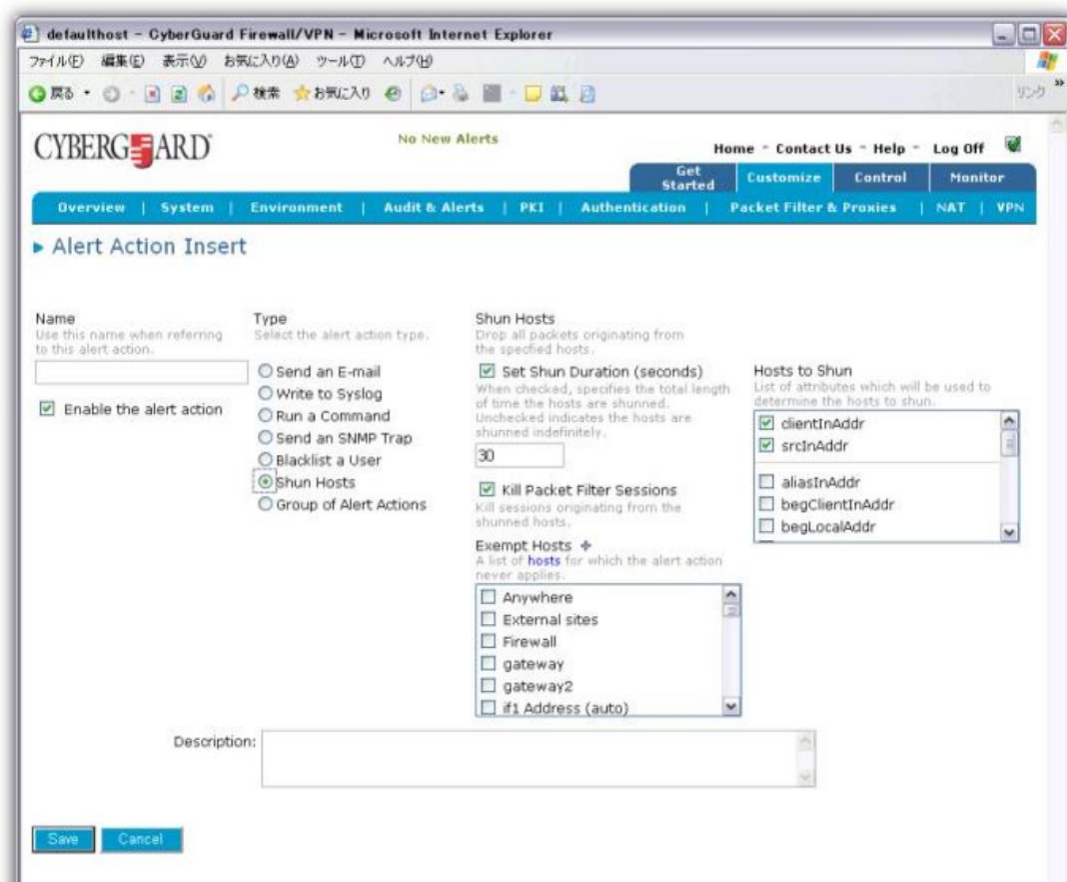 defaulthost - CyberGuard Firewall/VPN - Microsoft Internet Explorer
ファイル(F) 編集(E) 表示(V) お気に入り(A) ツール(T) ヘルプ(H)
戻る 検索 お気に入り リンク »
CYBERGUARD
No New Alerts
Home - Contact Us - Help - Log Off
Get Started Customize Control Monitor
Overview | System | Environment | Audit & Alerts | PKI | Authentication | Packet Filter & Proxies | NAT | VPN
Alert Action Insert
Name
Use this name when referring
to this alert action.
Enable the alert action
Type
Select the alert action type.
Send an E-mail
Write to Syslog
Run a Command
Send an SNMP Trap
Blacklist a User
Shun Hosts
Group of Alert Actions
Shun Hosts
Drop all packets originating from
the specfied hosts.
Set Shun Duration (seconds)
When checked, specifies the total length
of time the hosts are shunned.
Unchecked indicates the hosts are
shunned indefinitely.
30
Kill Packet Filter Sessions
Kill sessions originating from the
shunned hosts.
Exempt Hosts +
A list of hosts for which the alert action
never applies.
Anywhere
External sites
Firewall
gateway
gateway2
if1 Address (auto)
Hosts to Shun
List of attributes which will be used to
determine the hosts to shun.
clientInAddr
srcInAddr
aliasInAddr
begClientInAddr
begLocalAddr
Description:
Save Cancel